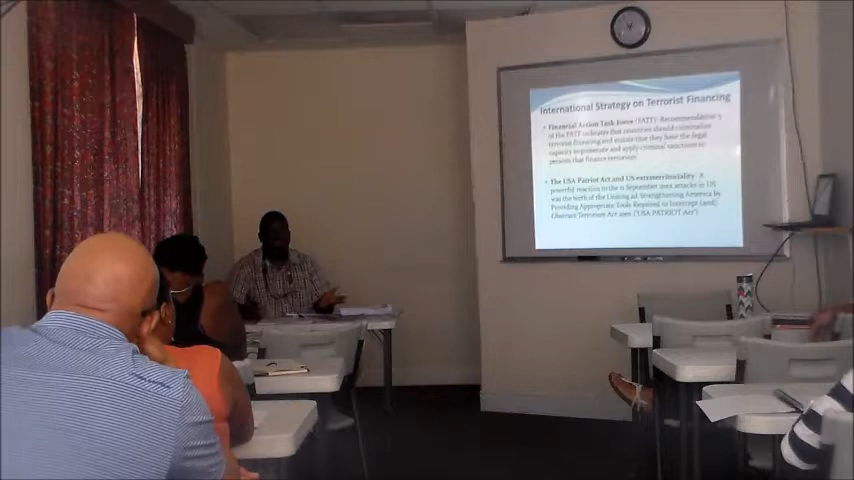 International Strategy on Terrorist Financing
• Financial Action Task Force (FATF): Recommendation 5
of the FATF indicates that countries should criminalize
terrorist financing and ensure that they have the legal
capacity to prosecute and apply criminal sanctions to
persons that finance terrorism.
• The USA Patriot Act and US extraterritoriality A
powerful reaction to the 11 September 2001 attacks in US
was the birth of the Uniting and Strengthening America by
Providing Appropriate Tools Required to Intercept (and)
Obstruct Terrorism Act 2001 ("USA PATRIOT Act")